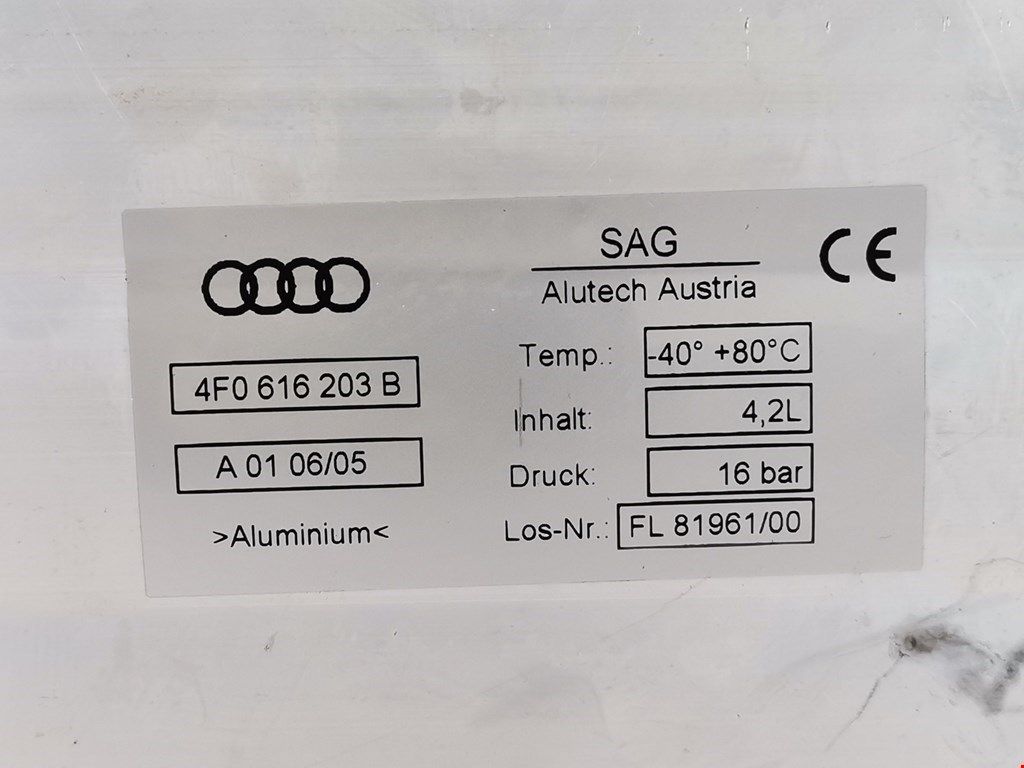 4F0 616 203 B
A 01 06/05
>Aluminium<
SAG
Alutech Austria
CE
Temp.: -40° +80°C
Inhalt: 4,2L
Druck: 16 bar
Los-Nr.: FL 81961/00